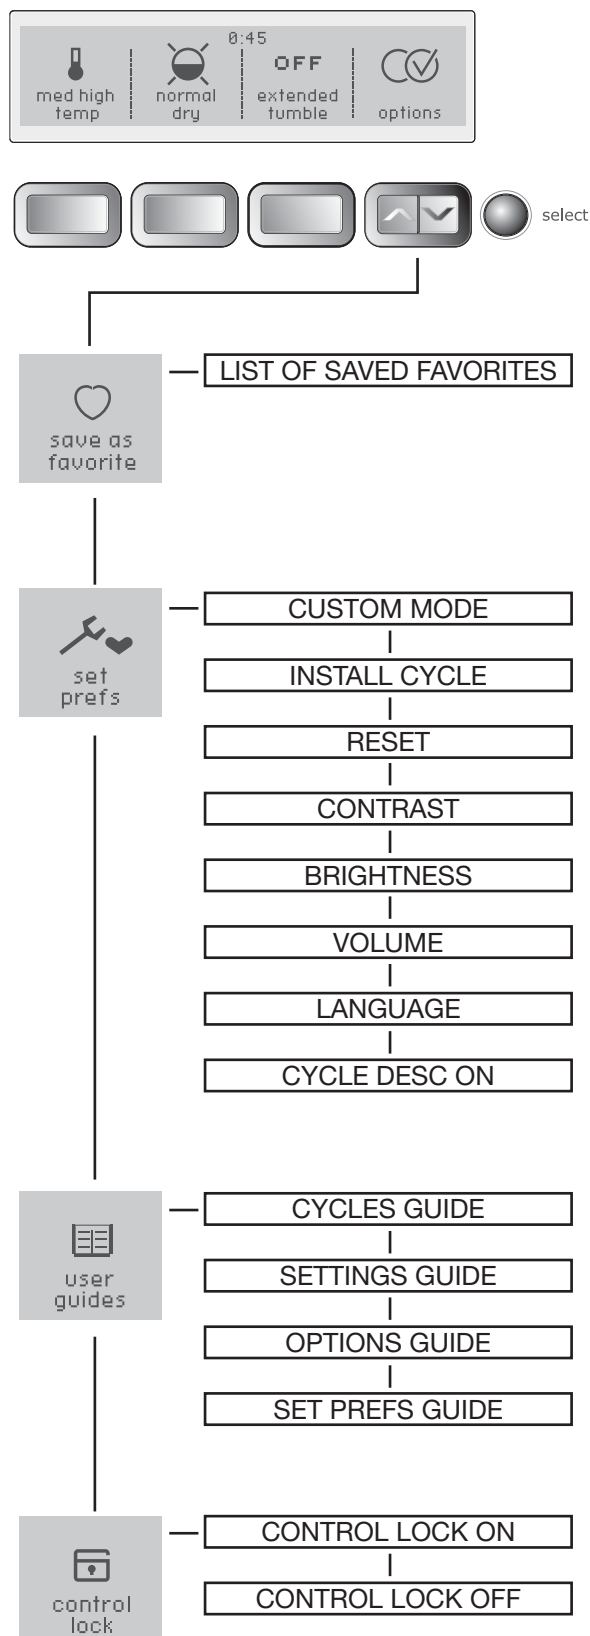 0:45
med high
temp
normal
dry
OFF
extended
tumble
options
select
LIST OF SAVED FAVORITES
save as
favorite
CUSTOM MODE
set
prefs
INSTALL CYCLE
RESET
CONTRAST
BRIGHTNESS
VOLUME
LANGUAGE
CYCLE DESC ON
CYCLES GUIDE
user
guides
SETTINGS GUIDE
OPTIONS GUIDE
SET PREFS GUIDE
CONTROL LOCK ON
control
lock
CONTROL LOCK OFF